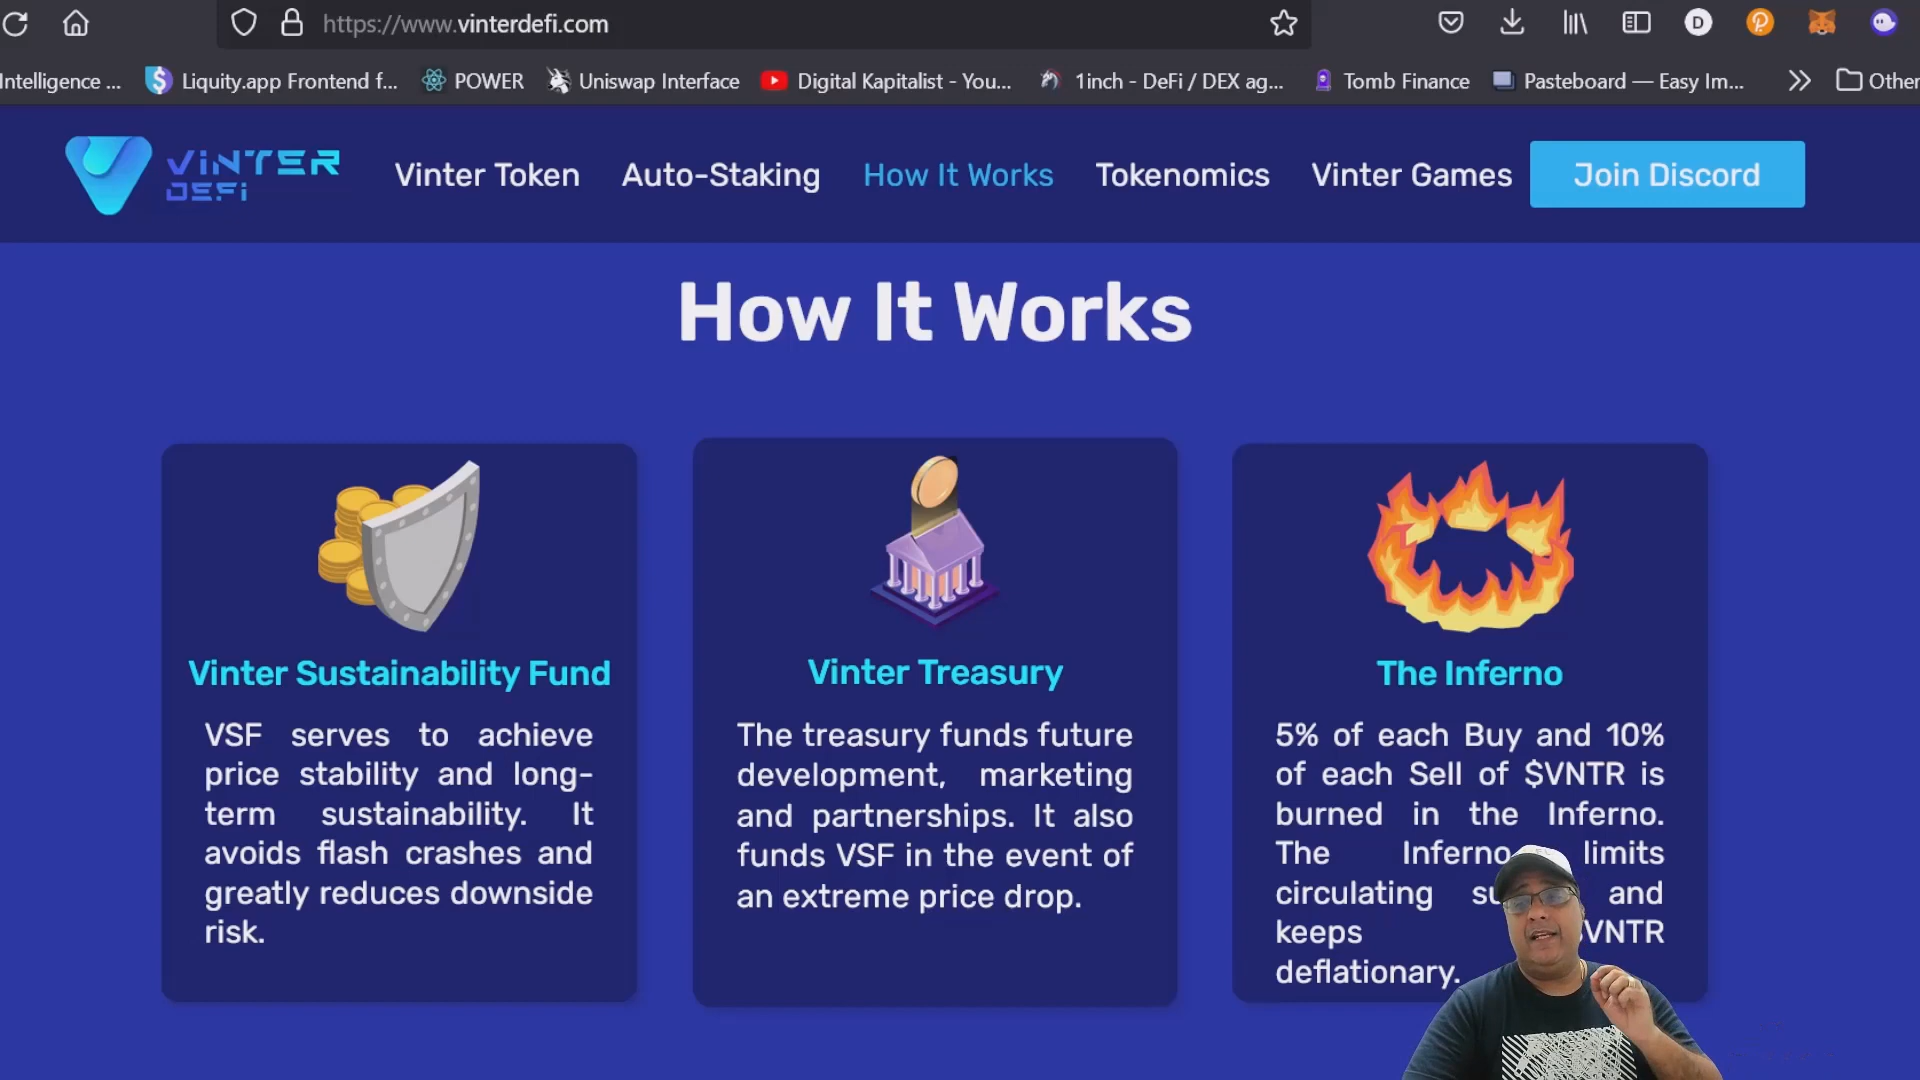 https://www.vinterdefi.com
D
Intelligence ...
$ Liquity.app Frontend f...
POWER
Uniswap Interface
Digital Kapitalist - You...
1inch - DeFi / DEX ag...
Tomb Finance
Pasteboard — Easy Im...
Other
VINTER
DEFI
Vinter Token
Auto-Staking
How It Works
Tokenomics
Vinter Games
Join Discord
How It Works
Vinter Sustainability Fund
VSF serves to achieve
price stability and long-
term sustainability. It
avoids flash crashes and
greatly reduces downside
risk.
Vinter Treasury
The treasury funds future
development, marketing
and partnerships. It also
funds VSF in the event of
an extreme price drop.
The Inferno
5% of each Buy and 10%
of each Sell of $VNTR is
burned in the Inferno.
The Inferno limits
circulating and
keeps $VNTR
deflationary.